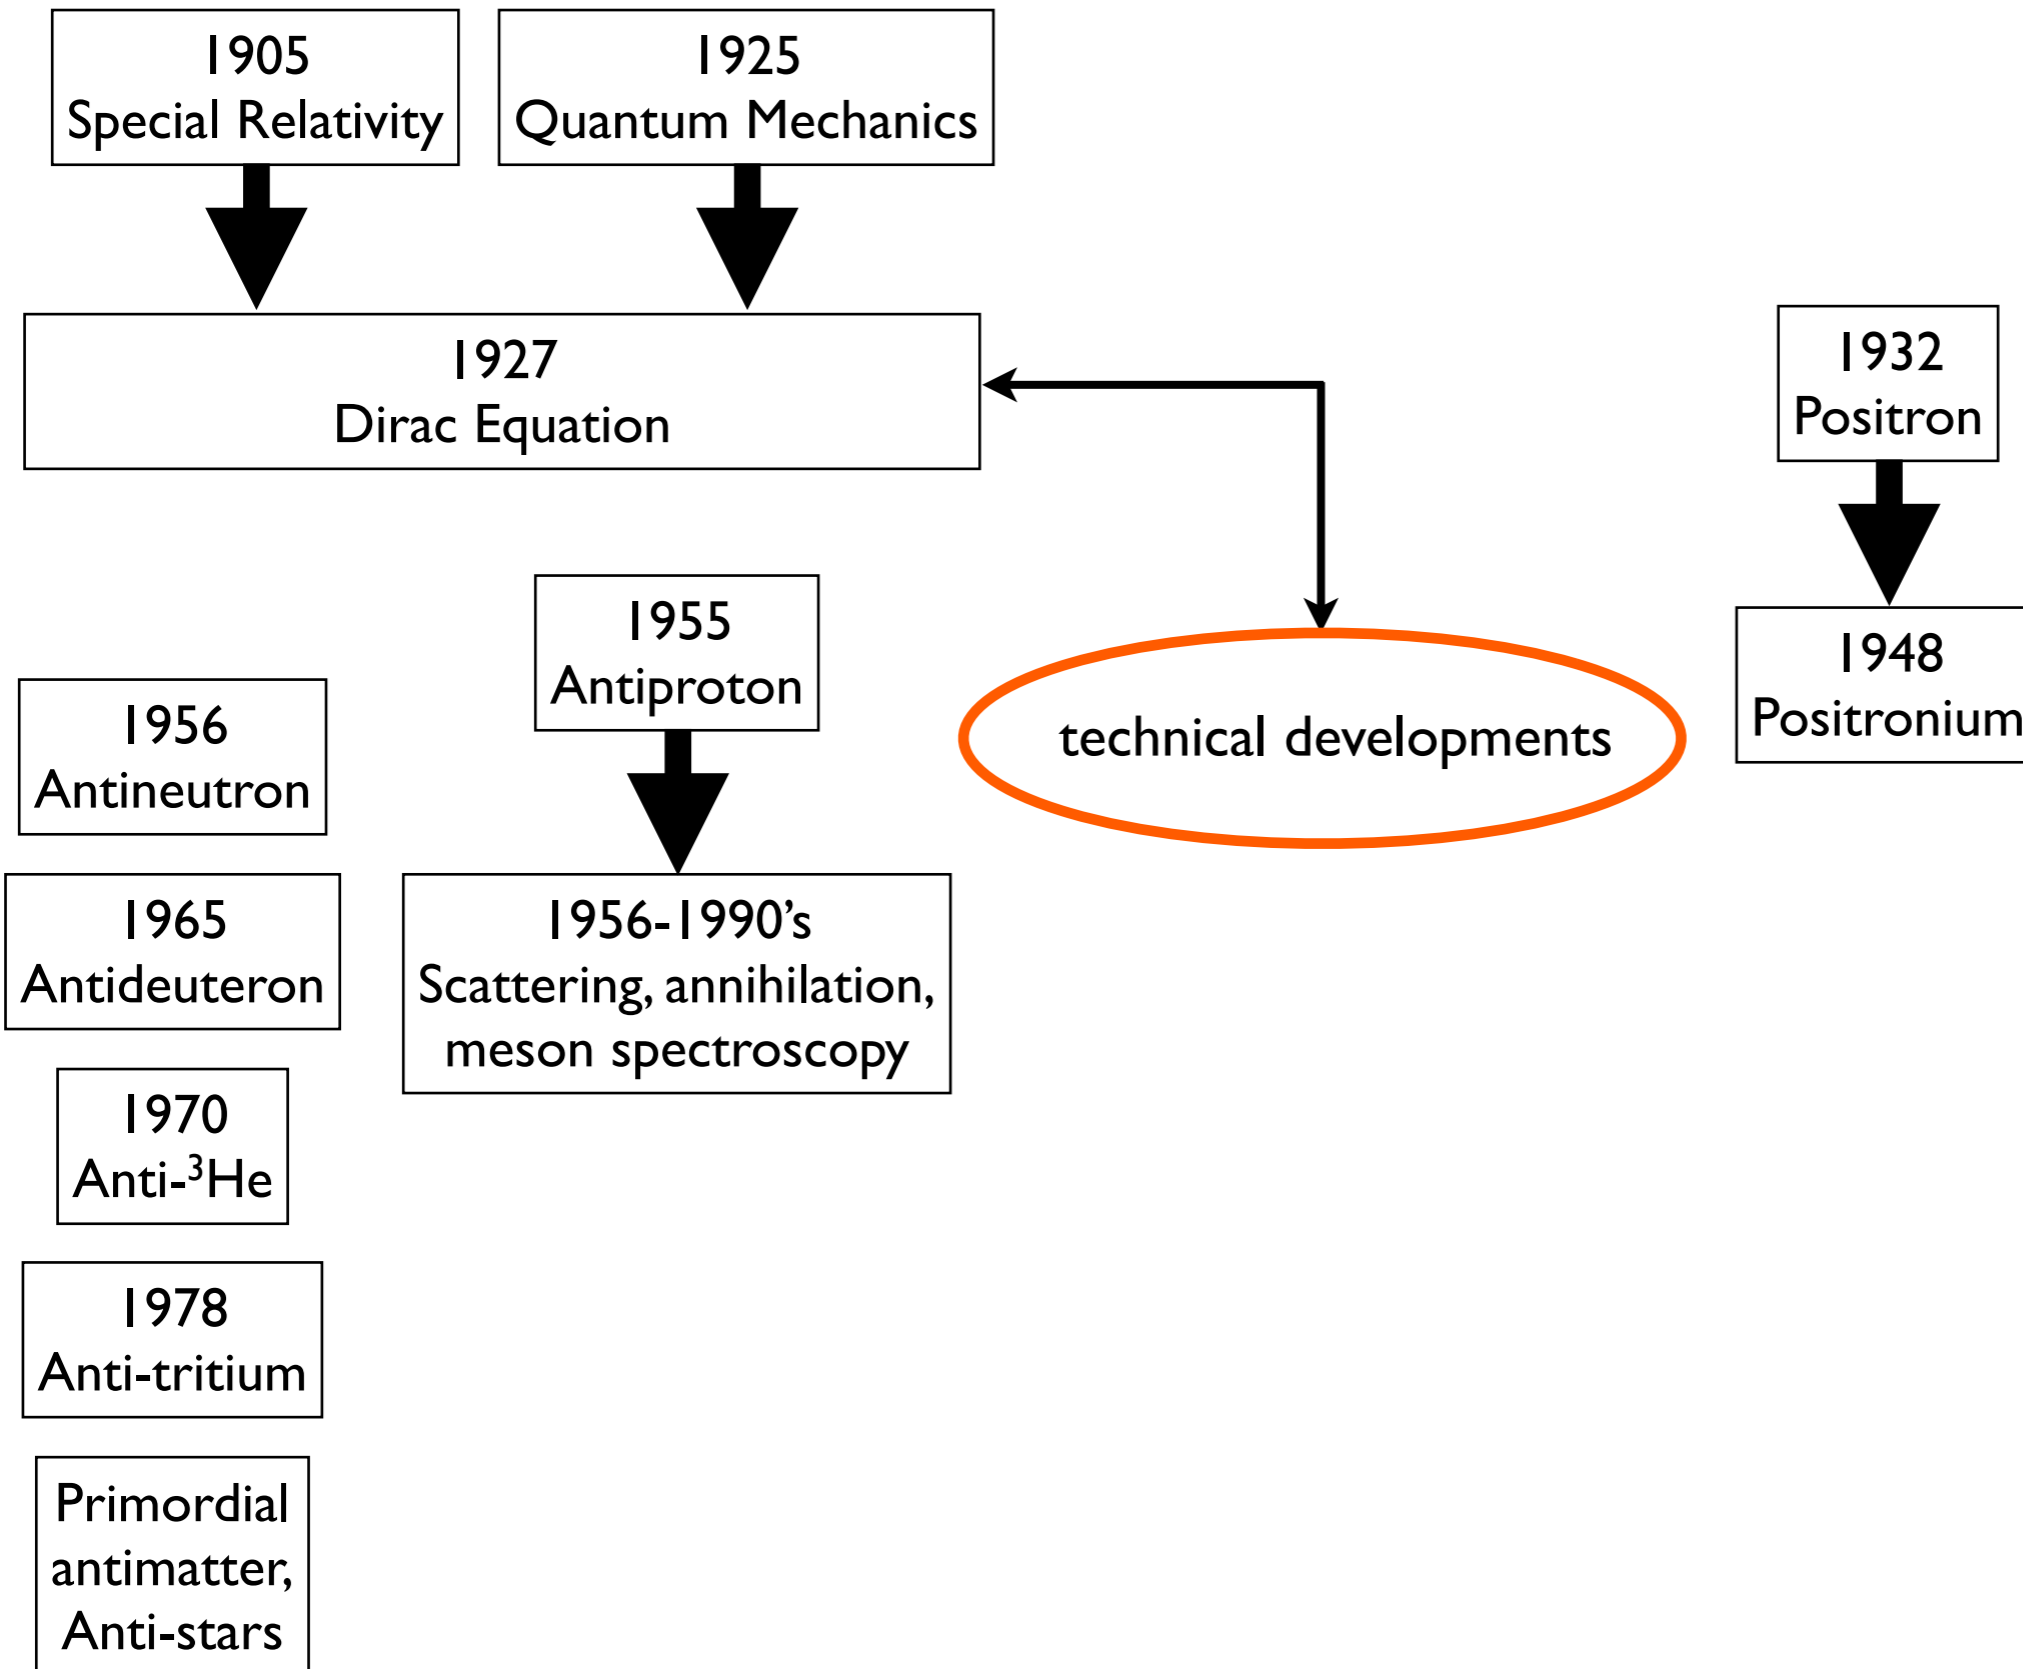 1905
Special Relativity
1925
Quantum Mechanics
1927
Dirac Equation
1932
Positron
1948
Positronium
1955
Antiproton
technical developments
1956
Antineutron
1965
Antideuteron
1956-1990’s
Scattering, annihilation,
meson spectroscopy
1970
Anti-³He
1978
Anti-tritium
Primordial
antimatter,
Anti-stars